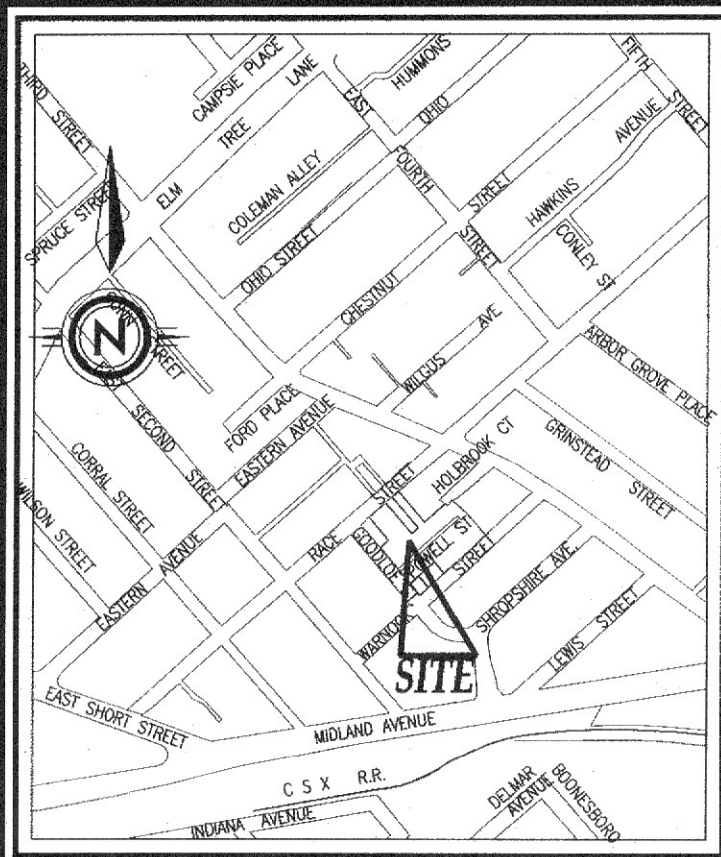 THIRD STREET
CAMPSIE PLACE
ELM TREE LANE
EAST FOURTH STREET
HUMMONS
OHIO STREET
FIFTH STREET
HAWKINS AVENUE
SPRUCE STREET
COLEMAN ALLEY
OHIO STREET
CONLEY ST
CHESTNUT
WILGUS AVE
ARBOR GROVE PLACE
N
STREET
SECOND STREET
FORD PLACE
EASTERN AVENUE
HOLBROOK CT
GRINSTEAD STREET
CORRAL STREET
WILSON STREET
EASTERN AVENUE
RACE STREET
GOODLOE
POWELL ST
WARNOCK STREET
SHROPSHIRE AVE.
LEWIS STREET
SITE
EAST SHORT STREET
MIDLAND AVENUE
C S X R.R.
INDIANA AVENUE
DELMAR AVENUE
BOONESBORO